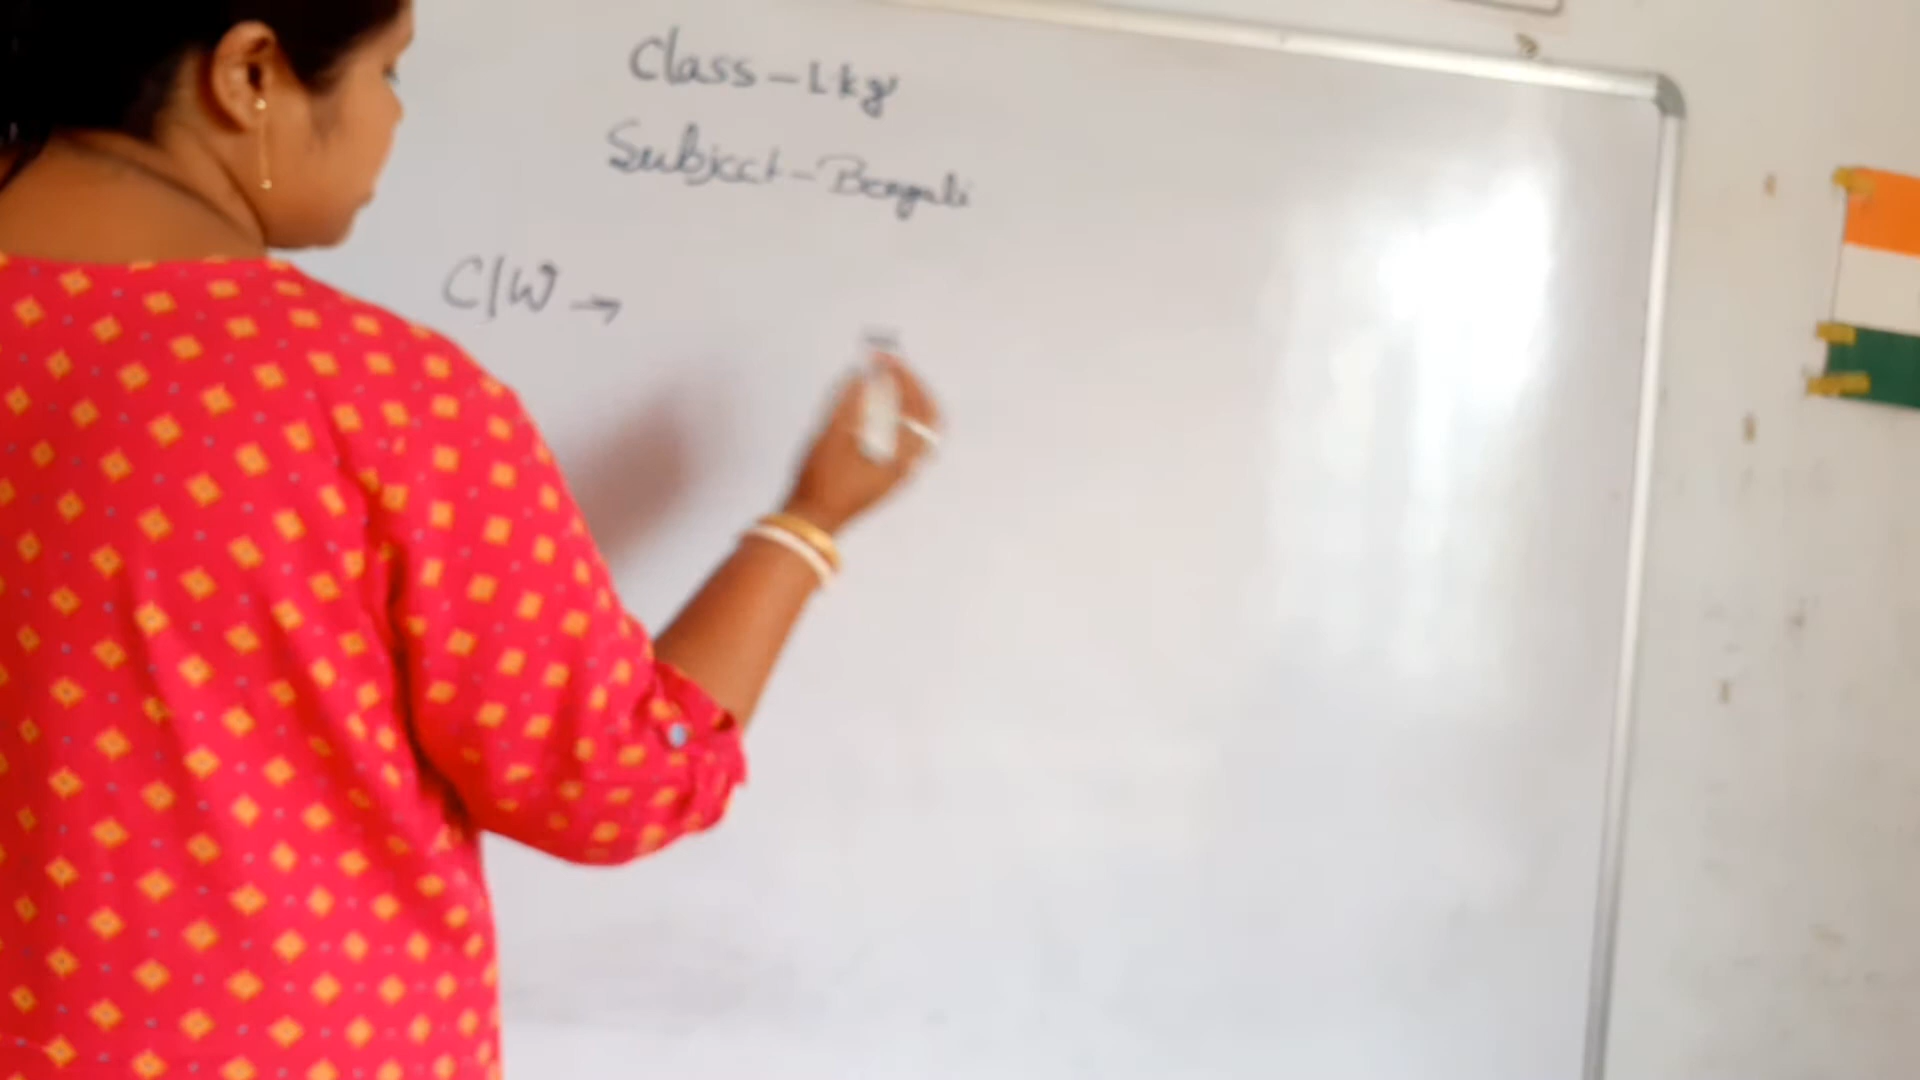 Class - Lkg
Subject - Bengali
C/W →